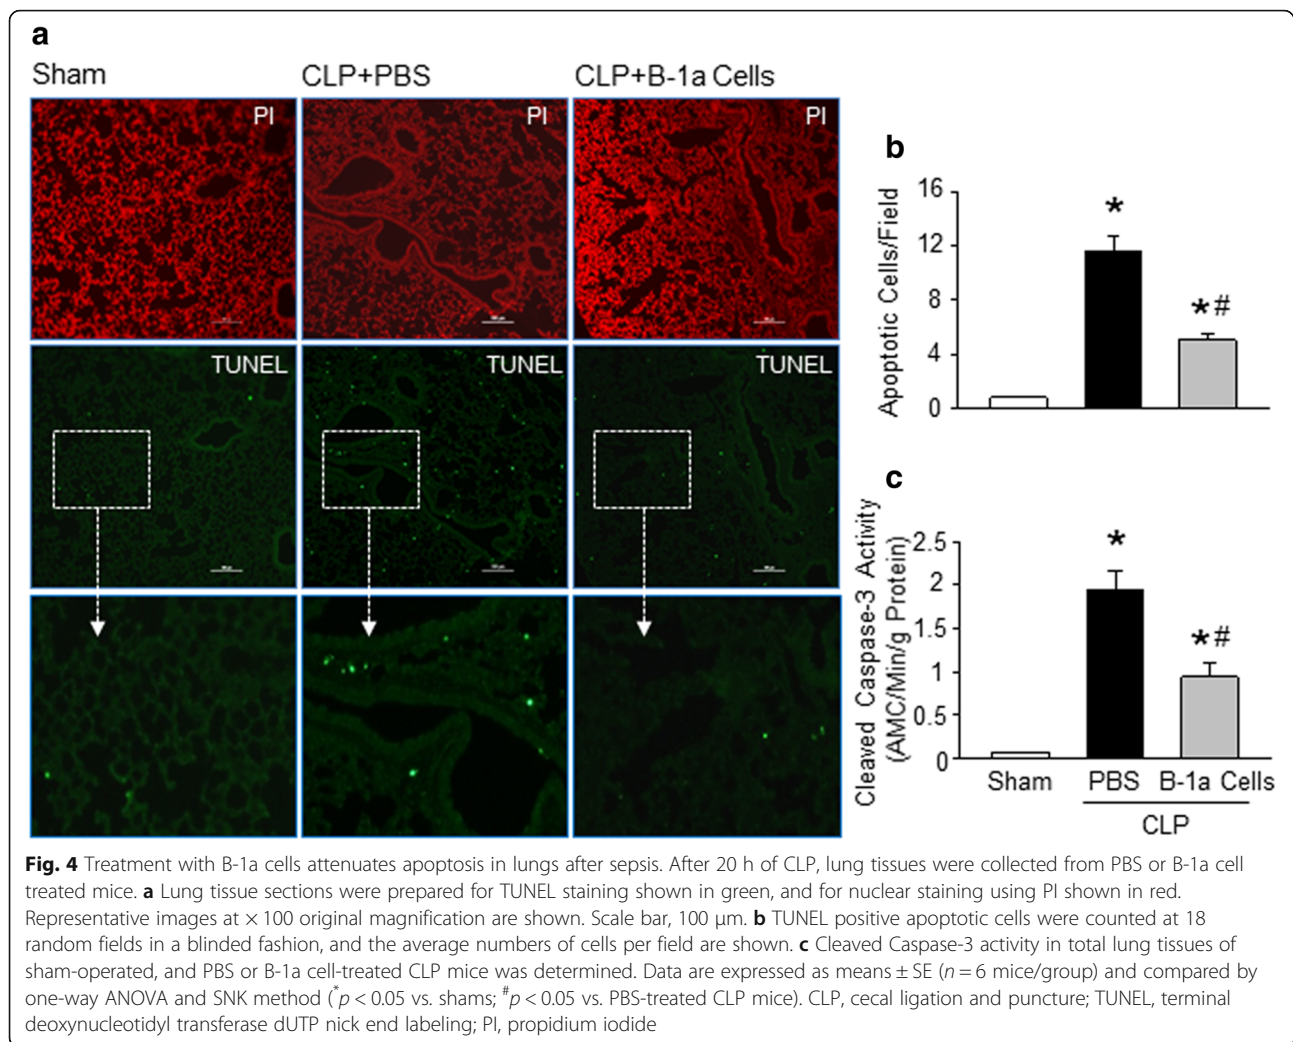 a
Sham
CLP+PBS
CLP+B-1a Cells
PI
PI
PI
TUNEL
TUNEL
TUNEL
b
Apoptotic Cells/Field
16
12
8
4
0
*
*#
c
Cleaved Caspase-3 Activity
(AMC/Min/g Protein)
2.5
2
1.5
1
0.5
0
*
*#
Sham
PBS
B-1a Cells
CLP
Fig. 4 Treatment with B-1a cells attenuates apoptosis in lungs after sepsis. After 20 h of CLP, lung tissues were collected from PBS or B-1a cell
treated mice. a Lung tissue sections were prepared for TUNEL staining shown in green, and for nuclear staining using PI shown in red.
Representative images at × 100 original magnification are shown. Scale bar, 100 μm. b TUNEL positive apoptotic cells were counted at 18
random fields in a blinded fashion, and the average numbers of cells per field are shown. c Cleaved Caspase-3 activity in total lung tissues of
sham-operated, and PBS or B-1a cell-treated CLP mice was determined. Data are expressed as means ± SE (n = 6 mice/group) and compared by
one-way ANOVA and SNK method (*p < 0.05 vs. shams; #p < 0.05 vs. PBS-treated CLP mice). CLP, cecal ligation and puncture; TUNEL, terminal
deoxynucleotidyl transferase dUTP nick end labeling; PI, propidium iodide